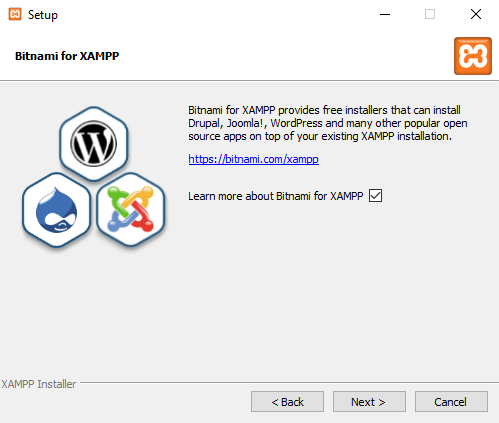 Setup
Bitnami for XAMPP
Bitnami for XAMPP provides free installers that can install
Drupal, Joomla!, WordPress and many other popular open
source apps on top of your existing XAMPP installation.
https://bitnami.com/xampp
Learn more about Bitnami for XAMPP
XAMPP Installer
< Back
Next >
Cancel